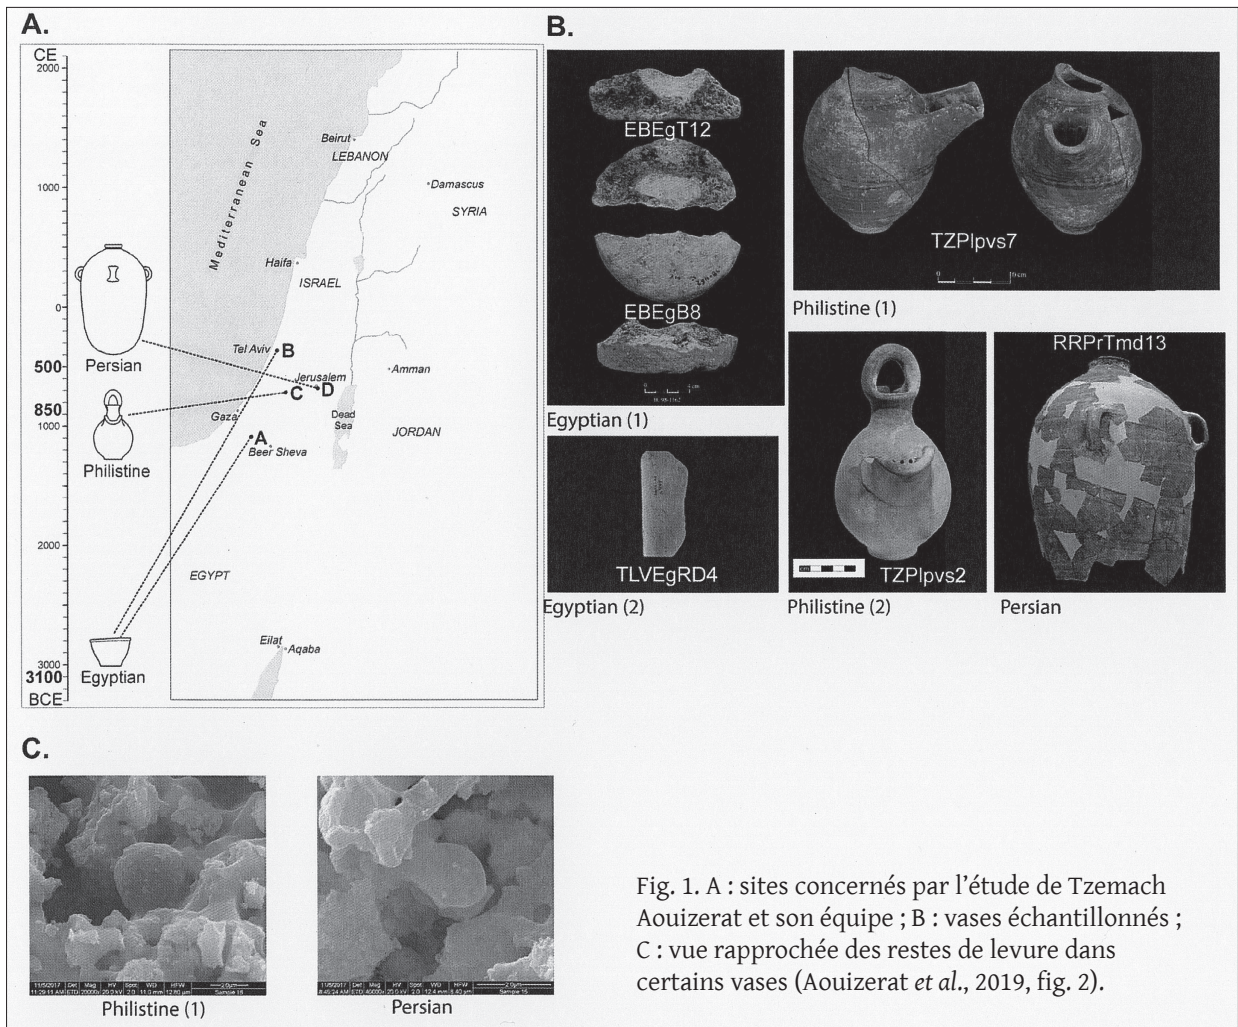 A.
CE
2000
1000
0
500
850
1000
2000
3000
3100
BCE
Persian
Philistine
Egyptian
Mediterranean Sea
Beirut
LEBANON
Damascus
SYRIA
Haifa
ISRAEL
Tel Aviv
B
Jerusalem
C
D
Amman
Gaza
Dead
Sea
JORDAN
A
Beer Sheva
EGYPT
Eilat
Aqaba
B.
EBEgT12
EBEgB8
Egyptian (1)
TZPlpvs7
0
6 cm
Philistine (1)
TLVEgRD4
Egyptian (2)
cm
TZPlpvs2
Philistine (2)
RRPrTmd13
Persian
C.
Philistine (1)
Persian
Fig. 1. A : sites concernés par l’étude de Tzemach
Aouizerat et son équipe ; B : vases échantillonnés ;
C : vue rapprochée des restes de levure dans
certains vases (Aouizerat et al., 2019, fig. 2).